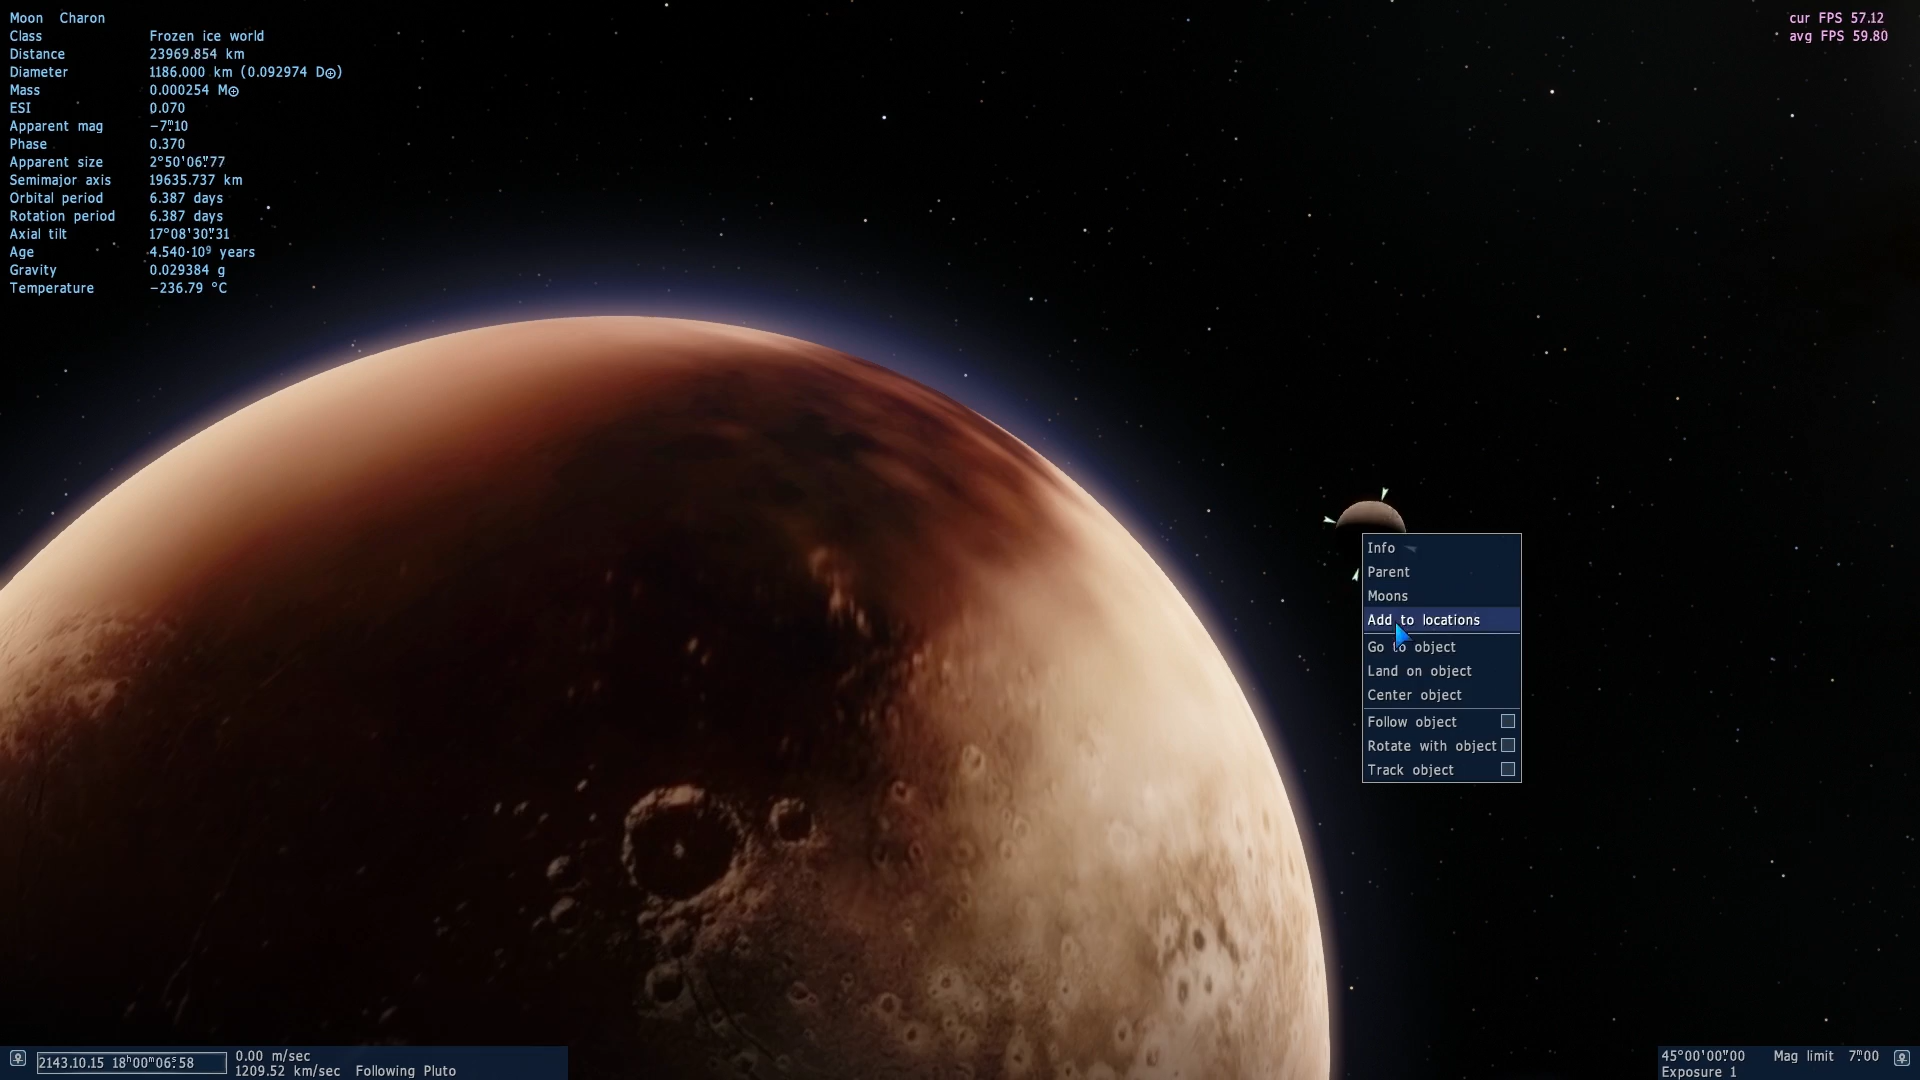 Moon Charon
Class Frozen ice world
Distance 23969.854 km
Diameter 1186.000 km (0.092974 D⊕)
Mass 0.000254 M⊕
ESI 0.070
Apparent mag −7ᵐ.10
Phase 0.370
Apparent size 2°50'06".77
Semimajor axis 19635.737 km
Orbital period 6.387 days
Rotation period 6.387 days
Axial tilt 17°08'30".31
Age 4.540·10⁹ years
Gravity 0.029384 g
Temperature −236.79 °C
cur FPS 57.12
avg FPS 59.80
Info
Parent
Moons
Add to locations
Go to object
Land on object
Center object
Follow object
Rotate with object
Track object
2143.10.15 18ʰ00ᵐ06ˢ.58
0.00 m/sec
1209.52 km/sec Following Pluto
45°00'00".00 Mag limit 7ᵐ.00
Exposure 1